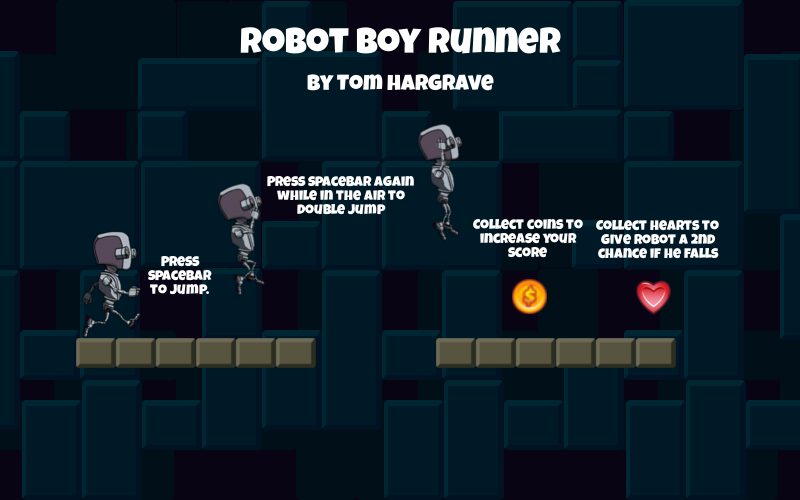 Robot Boy Runner
By Tom Hargrave
Press spacebar again
while in the air to
double jump
Press
spacebar
to jump.
Collect coins to
increase your
score
Collect hearts to
give robot a 2nd
chance if he falls
$